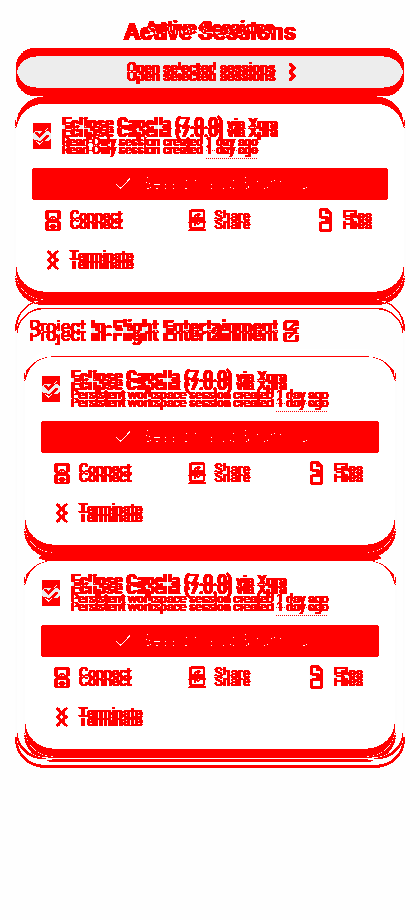 Active Sessions
Open selected sessions
Eclipse Capella (7.0.0) via Xpra
Read-Only session created 1 day ago
Connect
Share
Files
Terminate
Project In-Flight Entertainment
Eclipse Capella (7.0.0) via Xpra
Persistent workspace session created 1 day ago
Connect
Share
Files
Terminate
Eclipse Capella (7.0.0) via Xpra
Persistent workspace session created 1 day ago
Connect
Share
Files
Terminate